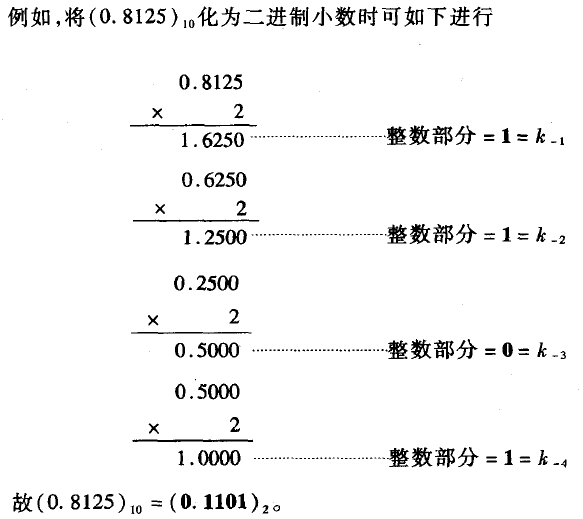 例如,将(0.8125)₁₀化为二进制小数时可如下进行
0.8125
× 2
1.6250……………………整数部分 = 1 = k₋₁
0.6250
× 2
1.2500……………………整数部分 = 1 = k₋₂
0.2500
× 2
0.5000……………………整数部分 = 0 = k₋₃
0.5000
× 2
1.0000……………………整数部分 = 1 = k₋₄
故(0.8125)₁₀ = (0.1101)₂。